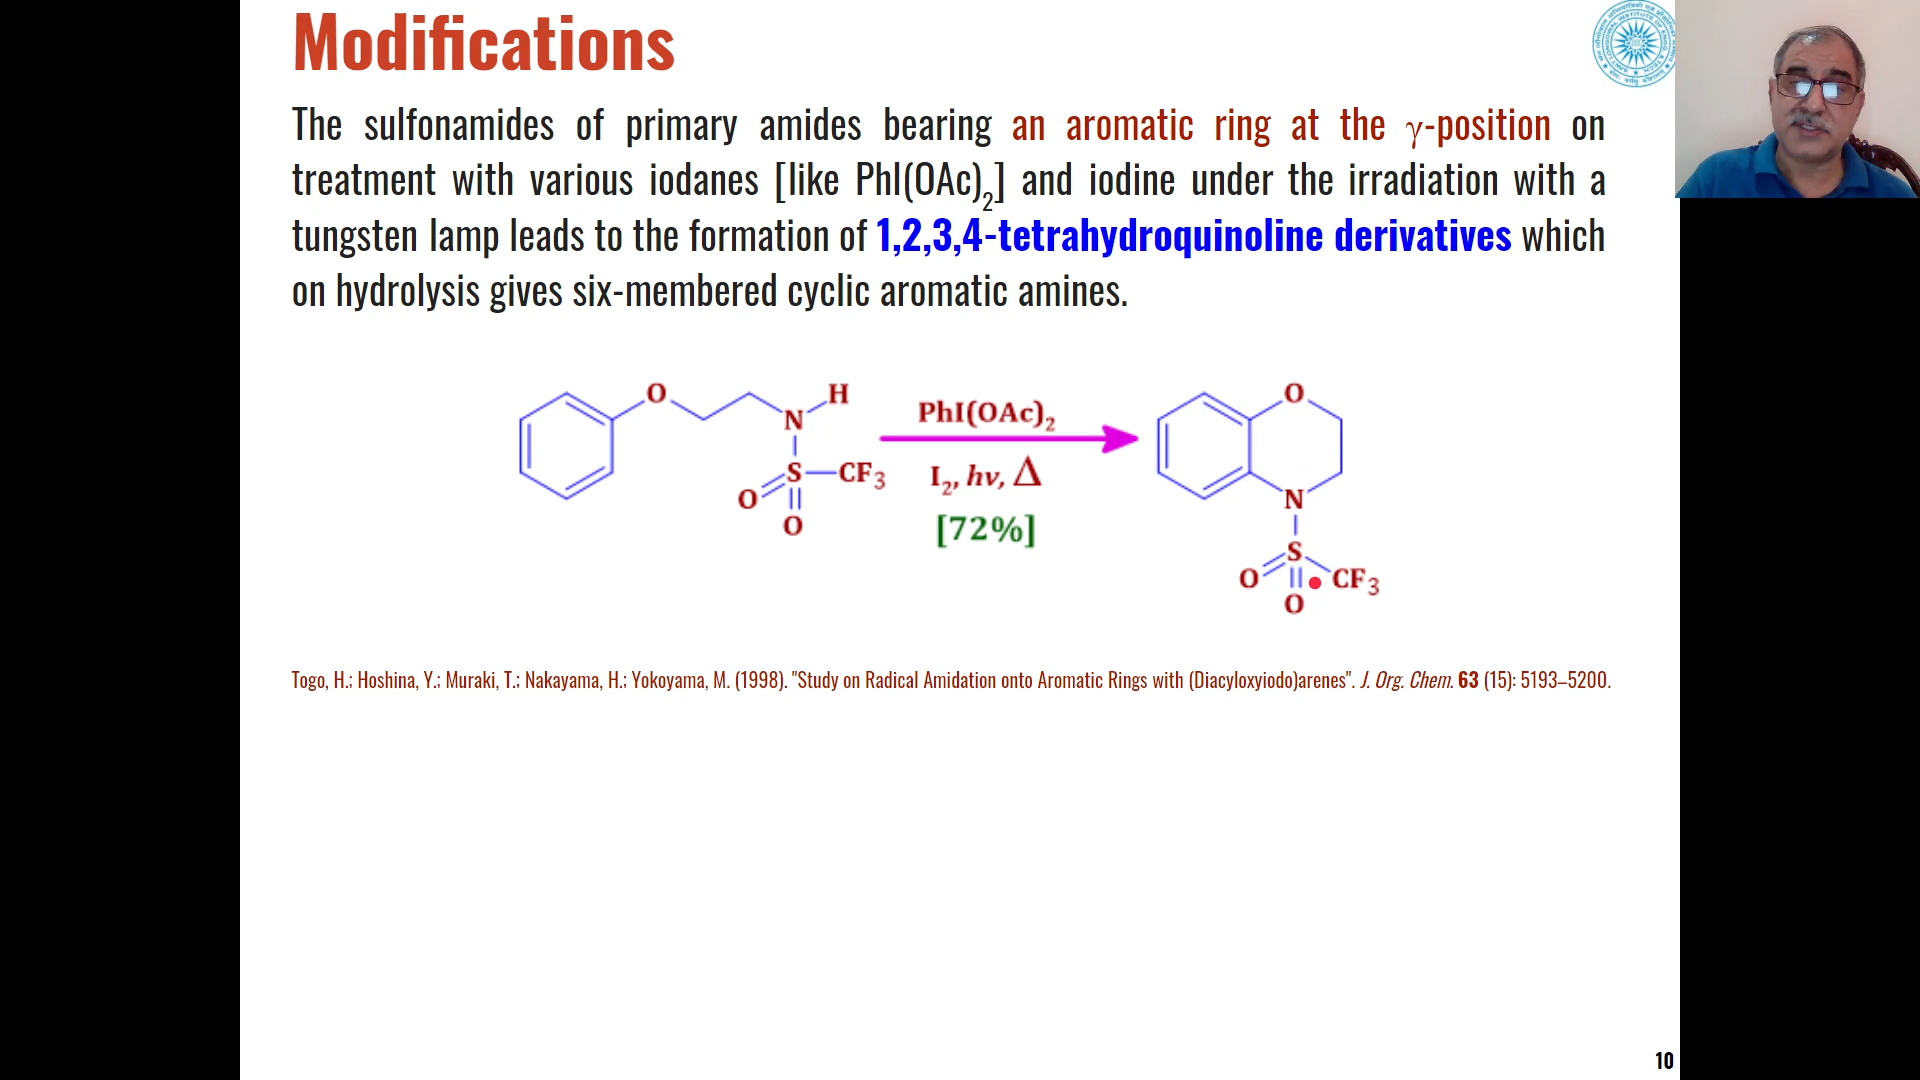 Modifications
The sulfonamides of primary amides bearing an aromatic ring at the γ-position on
treatment with various iodanes [like PhI(OAc)2] and iodine under the irradiation with a
tungsten lamp leads to the formation of 1,2,3,4-tetrahydroquinoline derivatives which
on hydrolysis gives six-membered cyclic aromatic amines.
O
H
N
S
CF3
O
O
PhI(OAc)2
I2, hν, Δ
[72%]
O
N
S
O
CF3
O
Togo, H.; Hoshina, Y.; Muraki, T.; Nakayama, H.; Yokoyama, M. (1998). "Study on Radical Amidation onto Aromatic Rings with (Diacyloxyiodo)arenes". J. Org. Chem. 63 (15): 5193–5200.
10